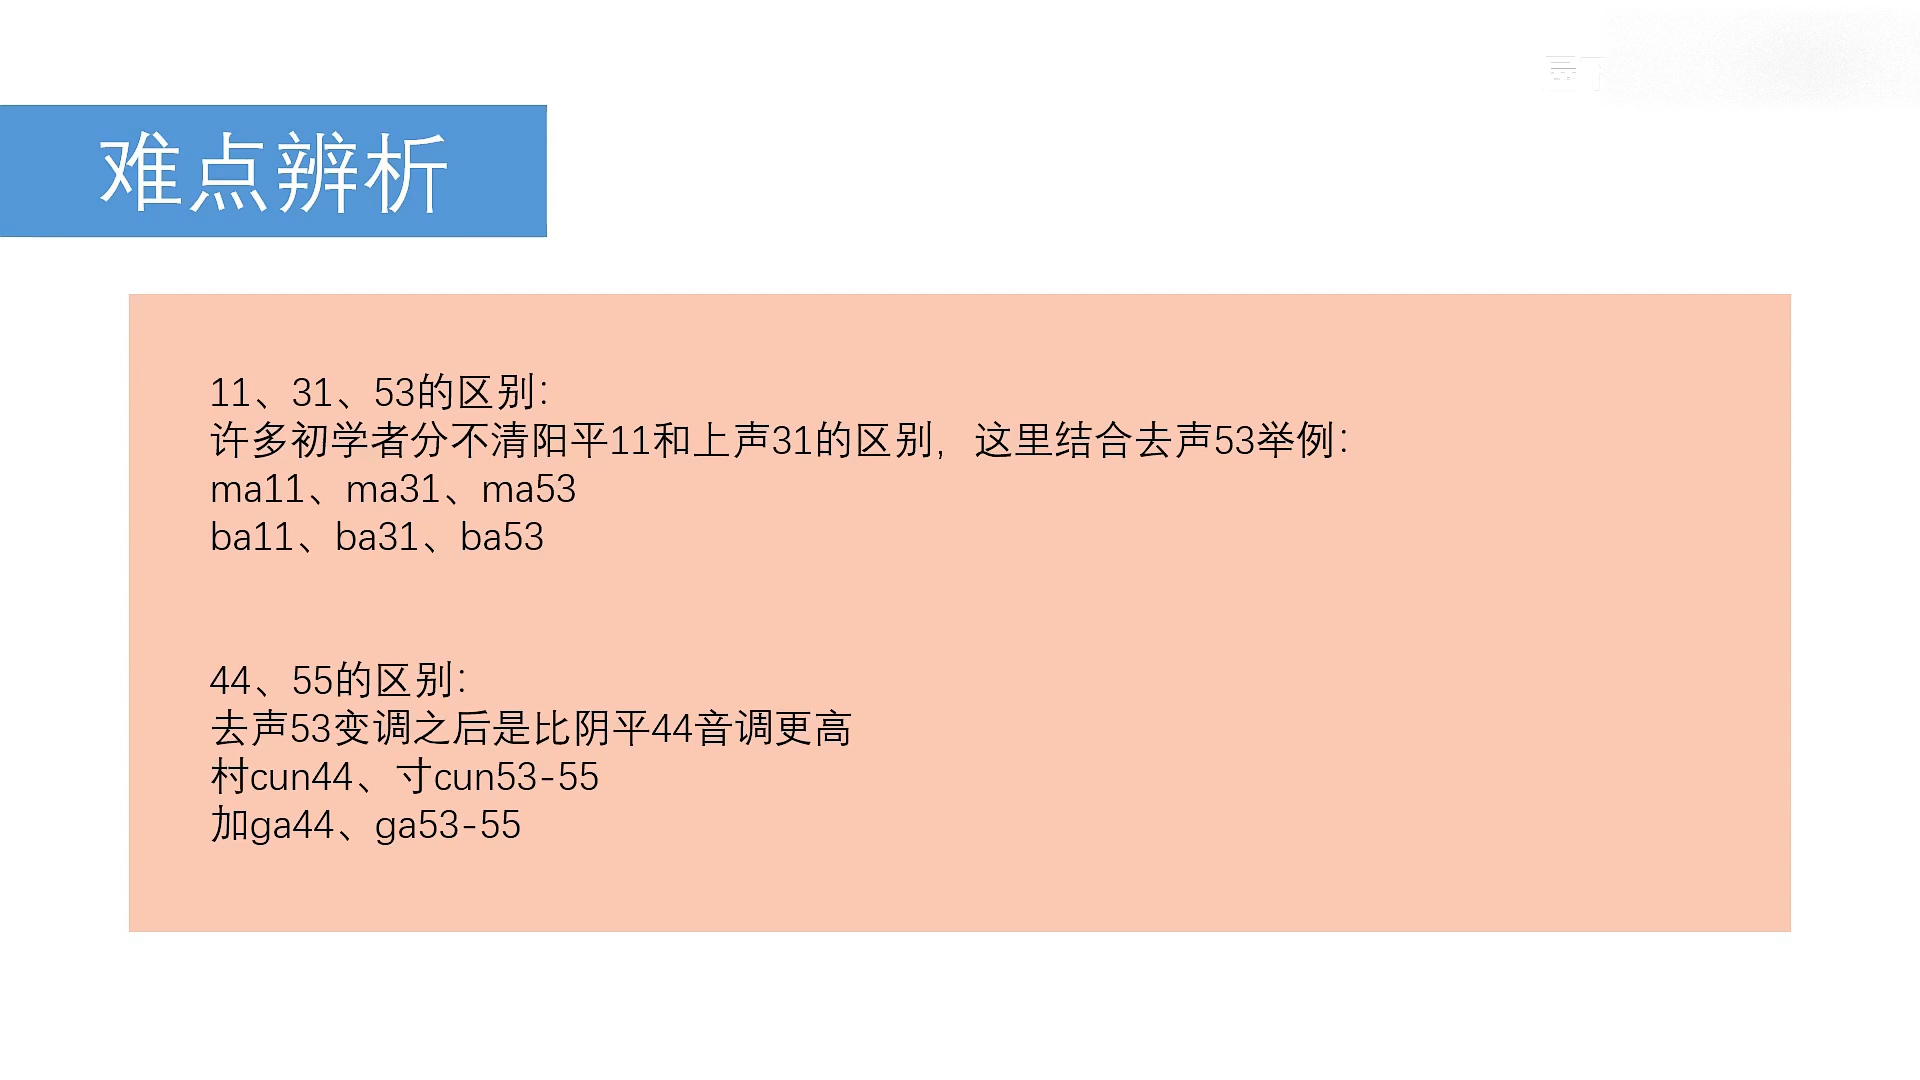 难点辨析
11、31、53的区别：
许多初学者分不清阳平11和上声31的区别，这里结合去声53举例：
ma11、ma31、ma53
ba11、ba31、ba53
44、55的区别：
去声53变调之后是比阴平44音调更高
村cun44、寸cun53-55
加ga44、ga53-55